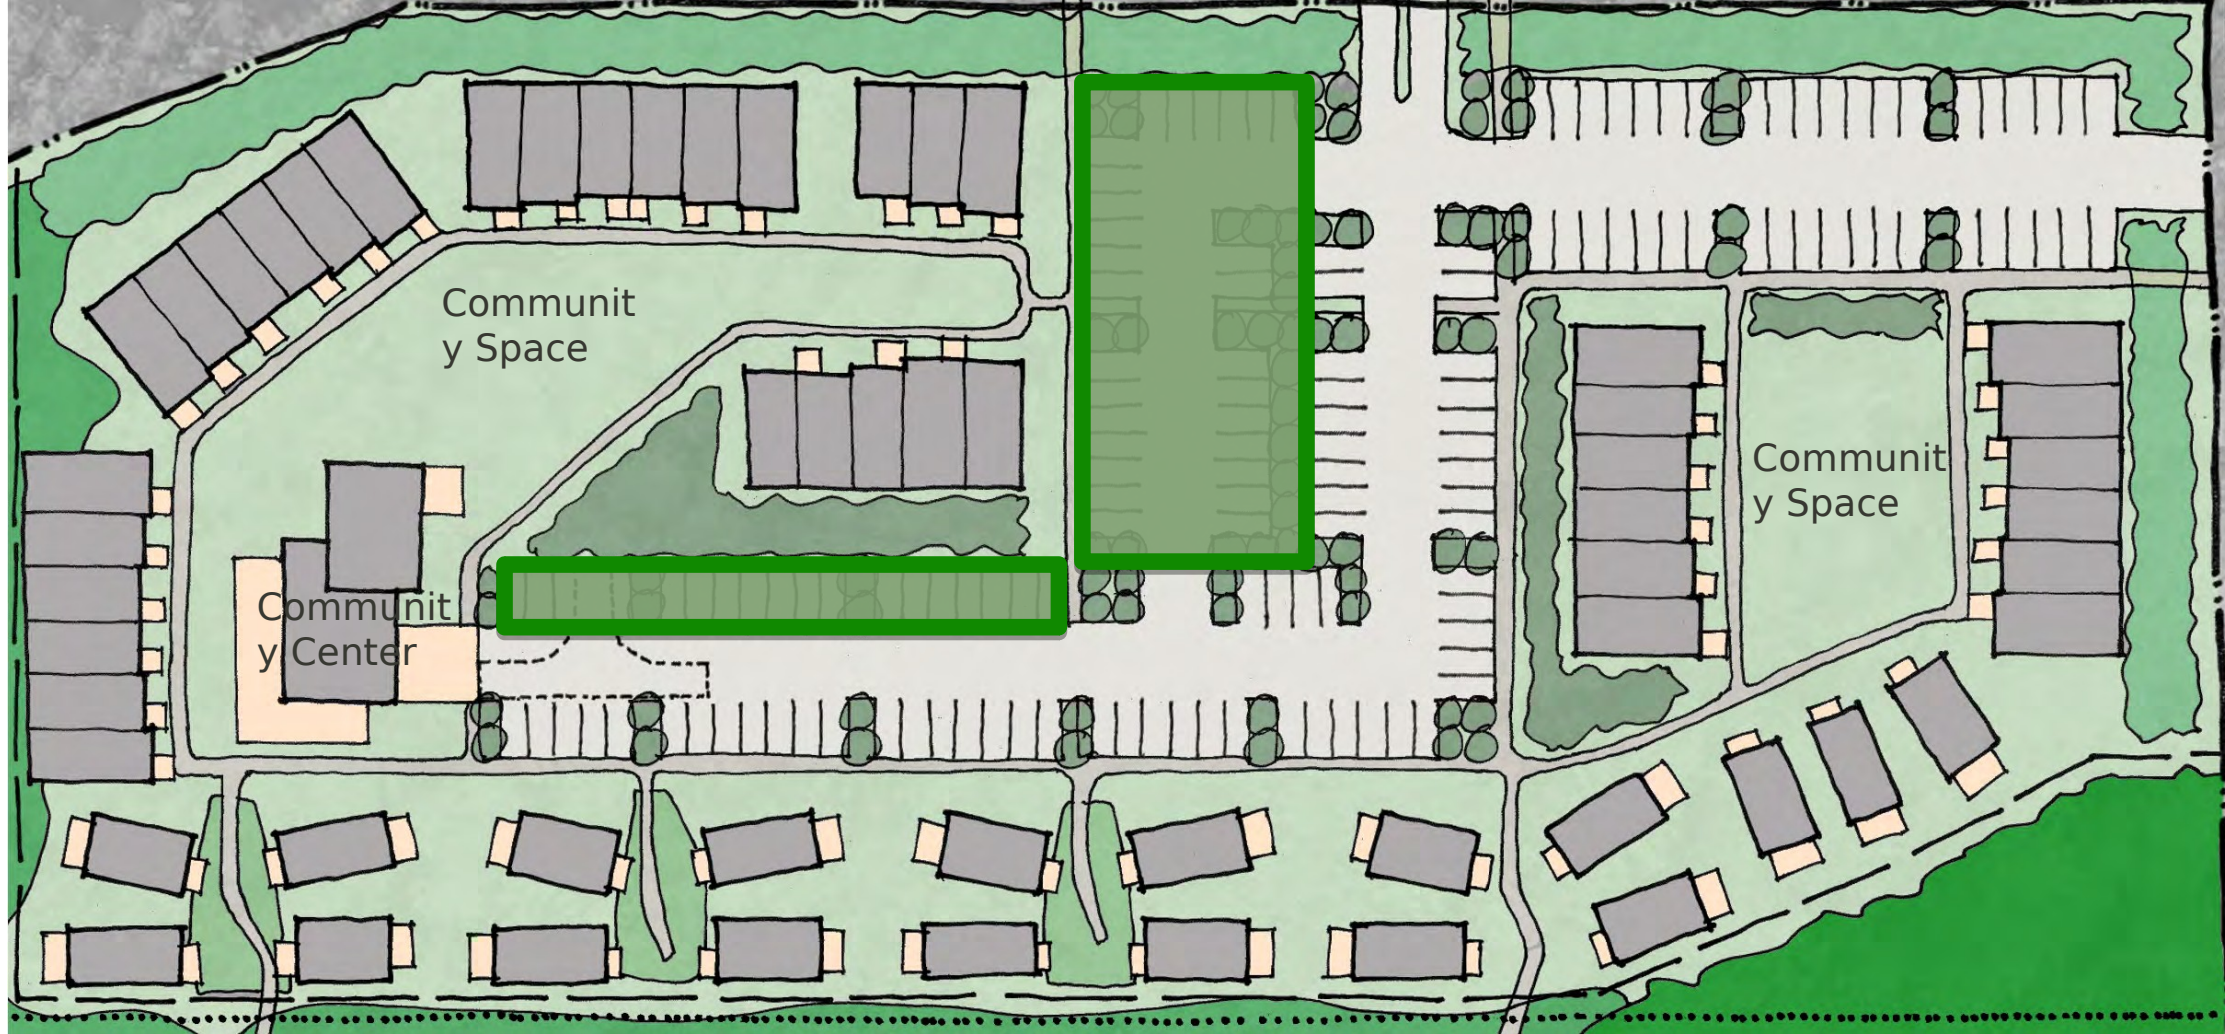 Communit
y Space
Communit
y Space
Communit
y Center